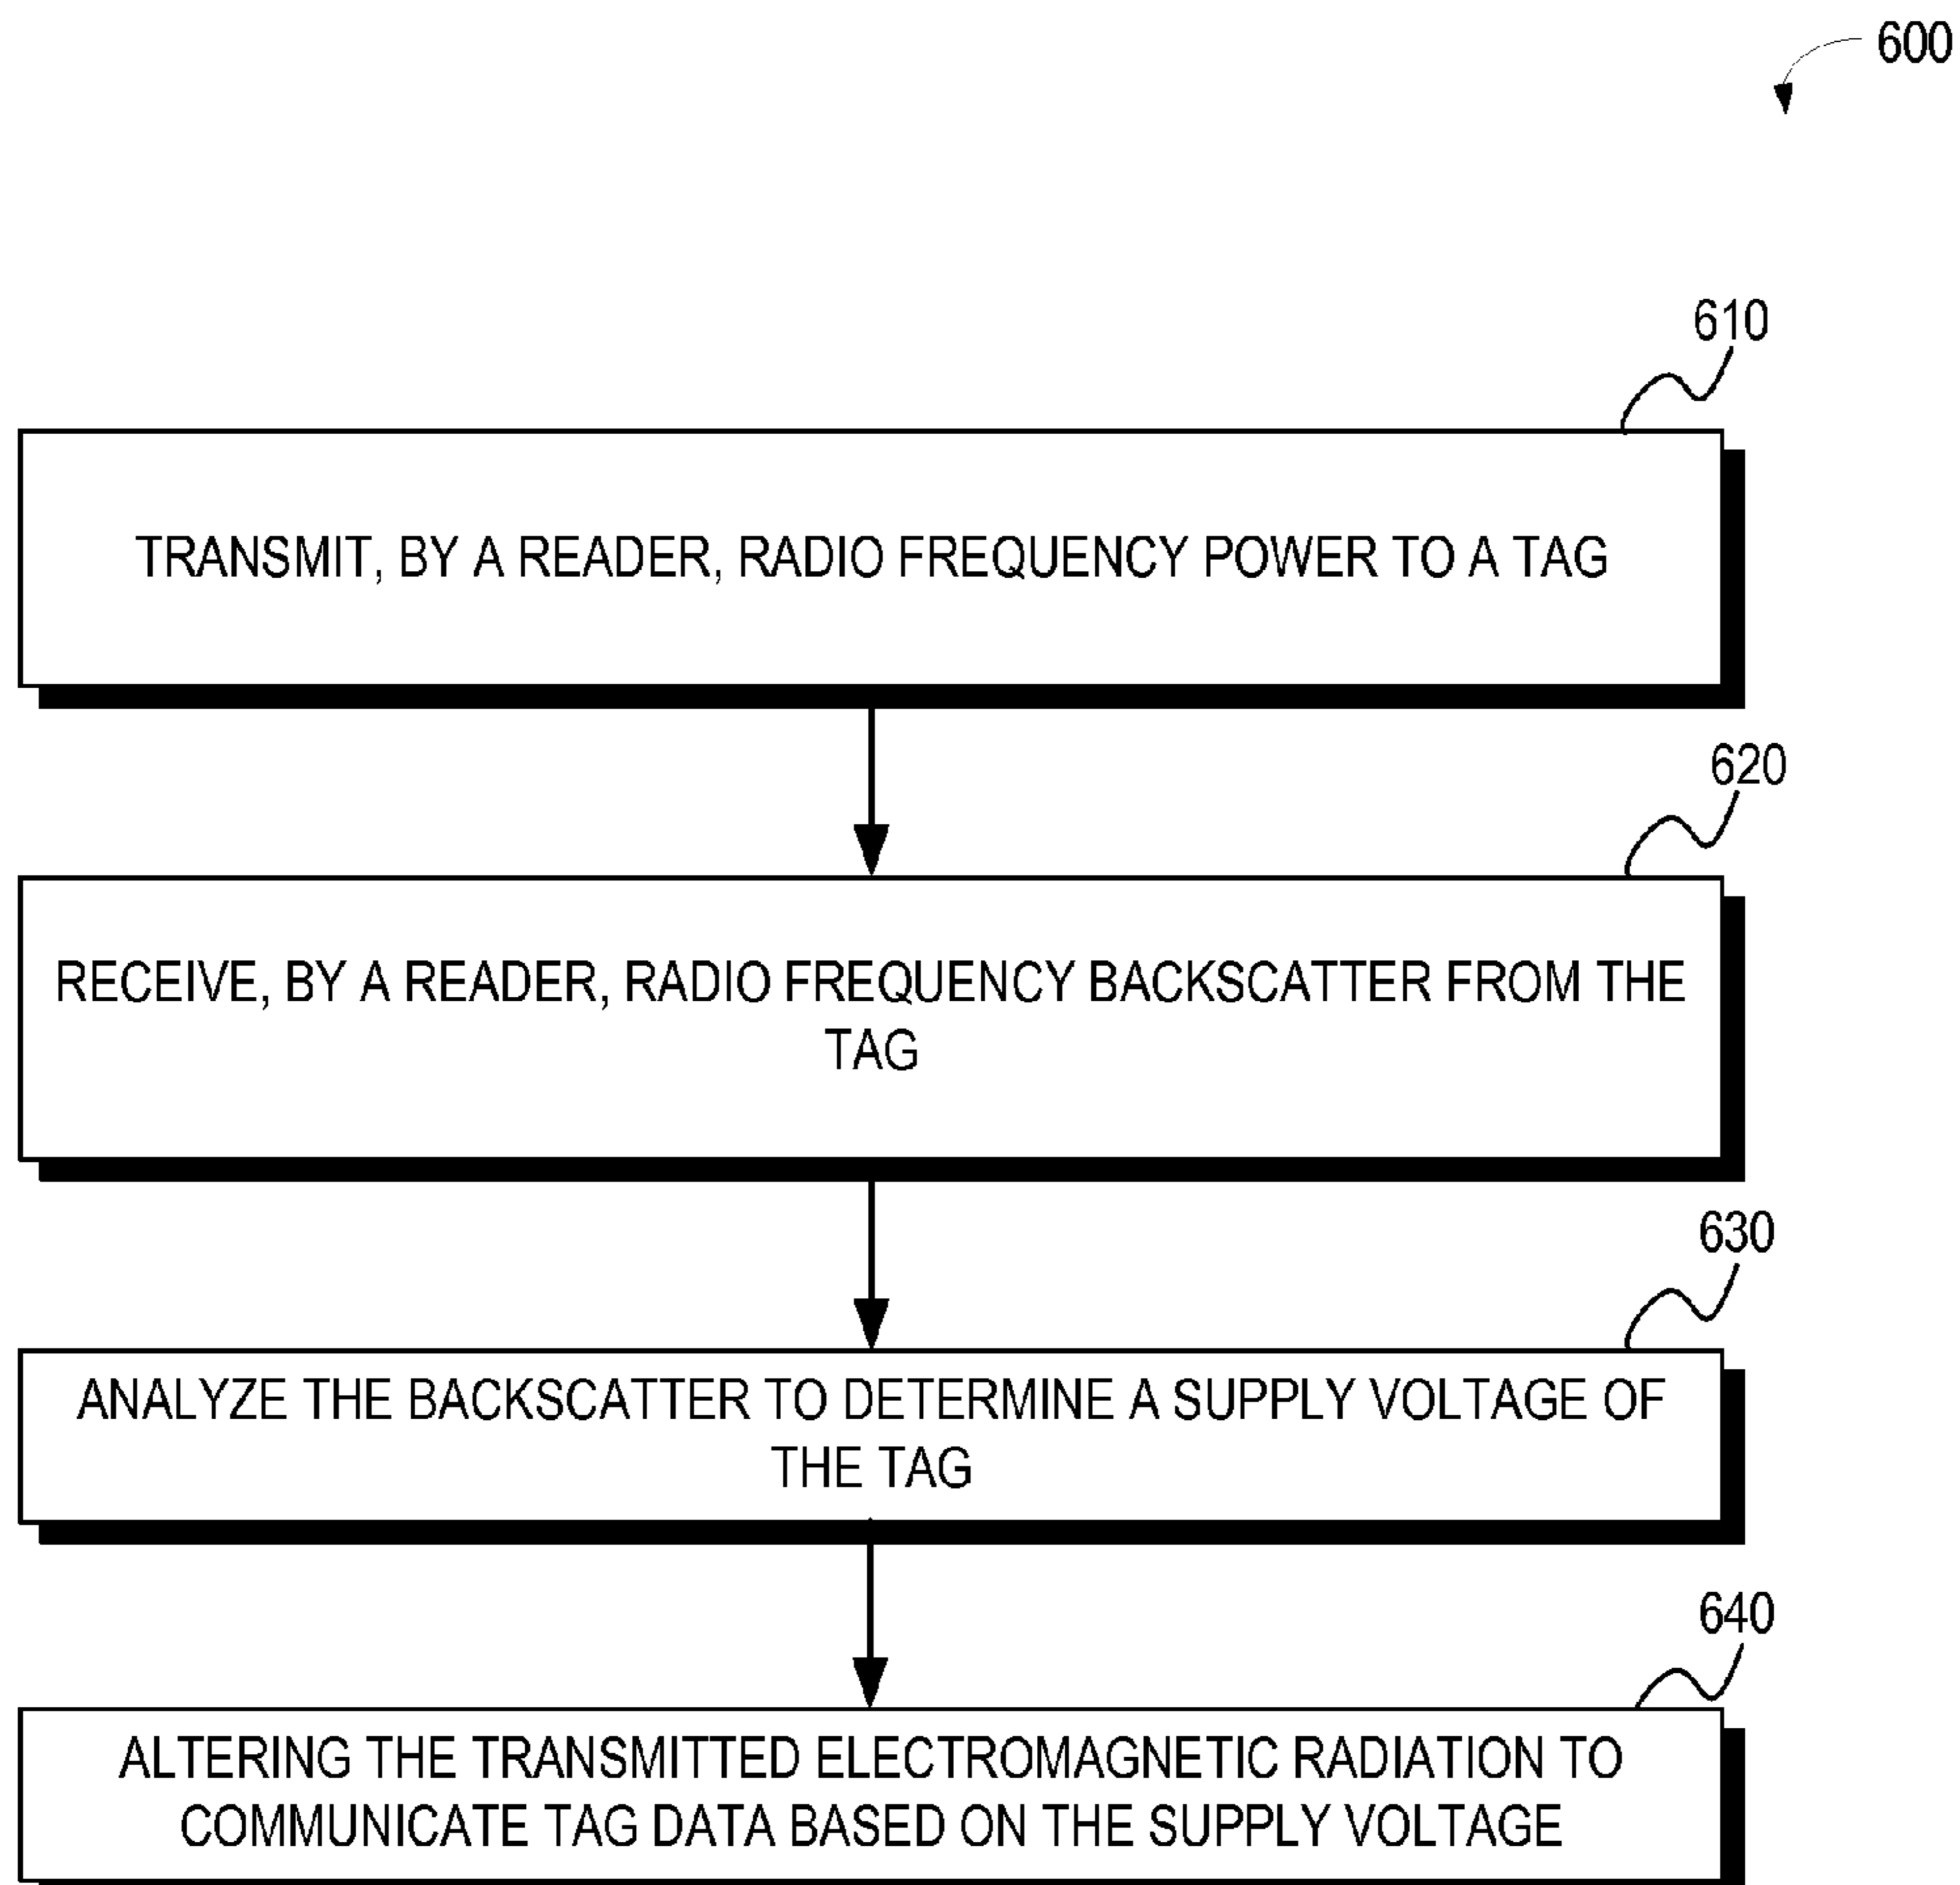 600
610
TRANSMIT, BY A READER, RADIO FREQUENCY POWER TO A TAG
620
RECEIVE, BY A READER, RADIO FREQUENCY BACKSCATTER FROM THE
TAG
630
ANALYZE THE BACKSCATTER TO DETERMINE A SUPPLY VOLTAGE OF
THE TAG
640
ALTERING THE TRANSMITTED ELECTROMAGNETIC RADIATION TO
COMMUNICATE TAG DATA BASED ON THE SUPPLY VOLTAGE